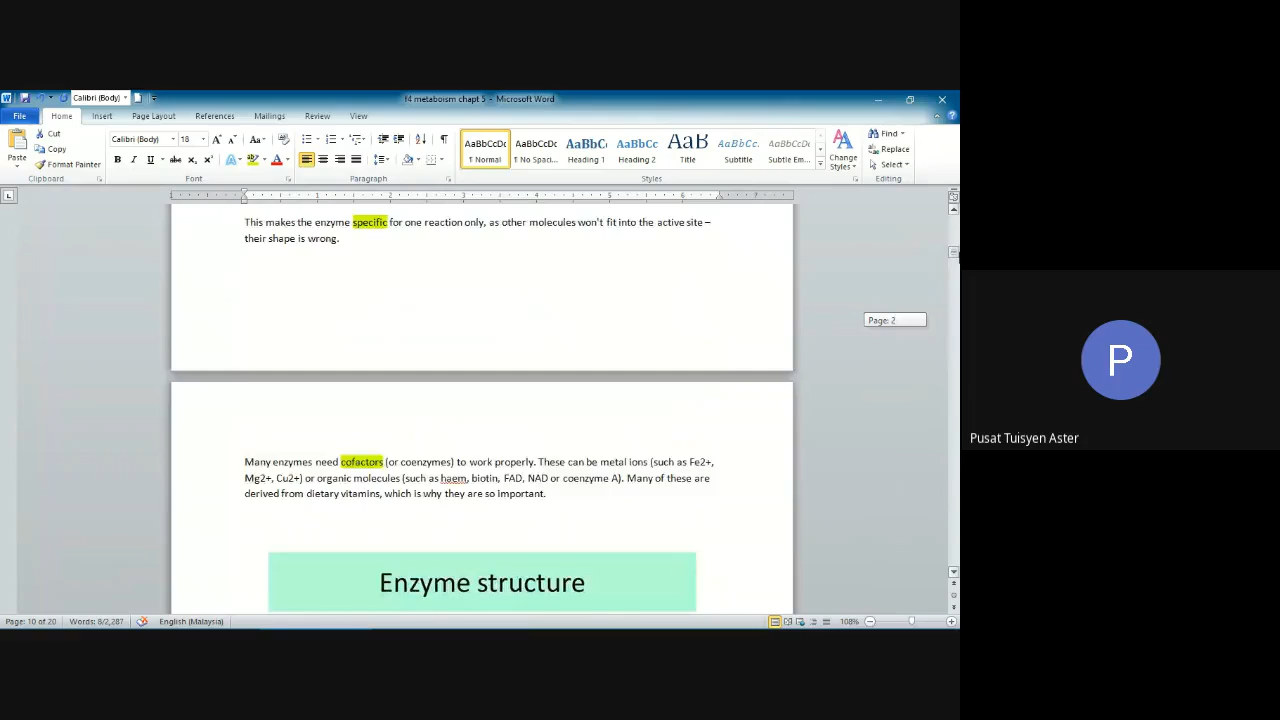 Calibri (Body)
f4 metaboism chapt 5 - Microsoft Word
File Home Insert Page Layout References Mailings Review View
Paste
Cut
Copy
Format Painter
Clipboard
Calibri (Body) 18
Font
Paragraph
AaBbCcDc AaBbCcDc AaBbCc AaBbCc AaB AaBbCc. AaBbCcDc
¶ Normal ¶ No Spac... Heading 1 Heading 2 Title Subtitle Subtle Em...
Styles
Change Styles
Find
Replace
Select
Editing
This makes the enzyme specific for one reaction only, as other molecules won't fit into the active site –
their shape is wrong.
Page: 2
Many enzymes need cofactors (or coenzymes) to work properly. These can be metal ions (such as Fe2+,
Mg2+, Cu2+) or organic molecules (such as haem, biotin, FAD, NAD or coenzyme A). Many of these are
derived from dietary vitamins, which is why they are so important.
Enzyme structure
Page: 10 of 20 Words: 8/2,287 English (Malaysia) 108%
P
Pusat Tuisyen Aster